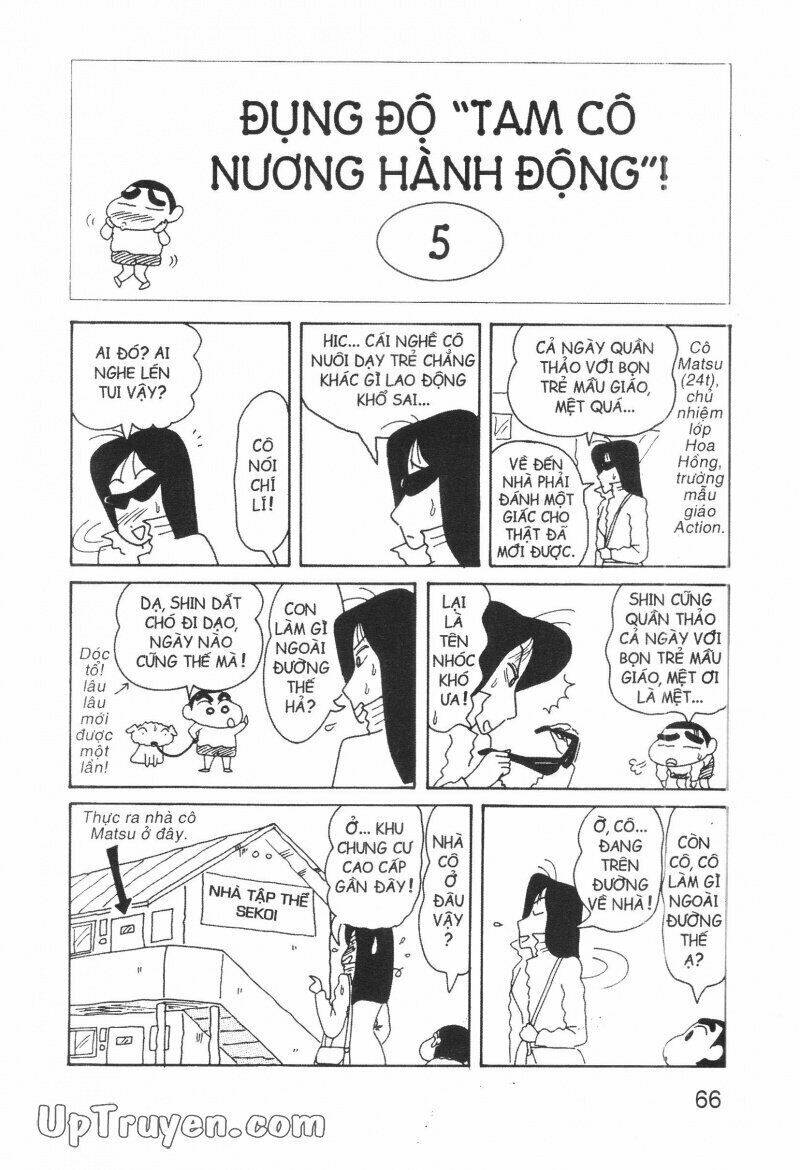 ĐỤNG ĐỘ "TAM CÔ
NƯƠNG HÀNH ĐỘNG"!
5
Cô
Matsu
(24t),
chủ
nhiệm
lớp
Hoa
Hồng,
trường
mẫu
giáo
Action.
CẢ NGÀY QUẦN
THẢO VỚI BỌN
TRẺ MẪU GIÁO,
MỆT QUÁ...
VỀ ĐẾN
NHÀ PHẢI
ĐÁNH MỘT
GIẤC CHO
THẬT ĐÃ
MỚI ĐƯỢC.
HIC... CÁI NGHỀ CÔ
NUÔI DẠY TRẺ CHẲNG
KHÁC GÌ LAO ĐỘNG
KHỔ SAI...
CÔ
NÓI
CHÍ
LÍ!
AI ĐÓ? AI
NGHE LÉN
TUI VẬY?
SHIN CŨNG
QUẦN THẢO
CẢ NGÀY VỚI
BỌN TRẺ MẪU
GIÁO, MỆT ƠI
LÀ MỆT...
LẠI
LÀ
TÊN
NHÓC
KHÓ
ƯA!
CON
LÀM GÌ
NGOÀI
ĐƯỜNG
THẾ
HẢ?
DẠ, SHIN DẮT
CHÓ ĐI DẠO,
NGÀY NÀO
CŨNG THẾ MÀ!
Dóc
tổ!
lâu
lâu
mới
được
một
lần!
CÒN
CÔ, CÔ
LÀM GÌ
NGOÀI
ĐƯỜNG
THẾ
Ạ?
Ờ, CÔ...
ĐANG
TRÊN
ĐƯỜNG
VỀ NHÀ!
NHÀ
CÔ Ở
ĐÂU
VẬY?
Ở... KHU
CHUNG CƯ
CAO CẤP
GẦN ĐÂY!
Thực ra nhà cô
Matsu ở đây.
NHÀ TẬP THỂ
SEKOI
66
UpTruyen.com